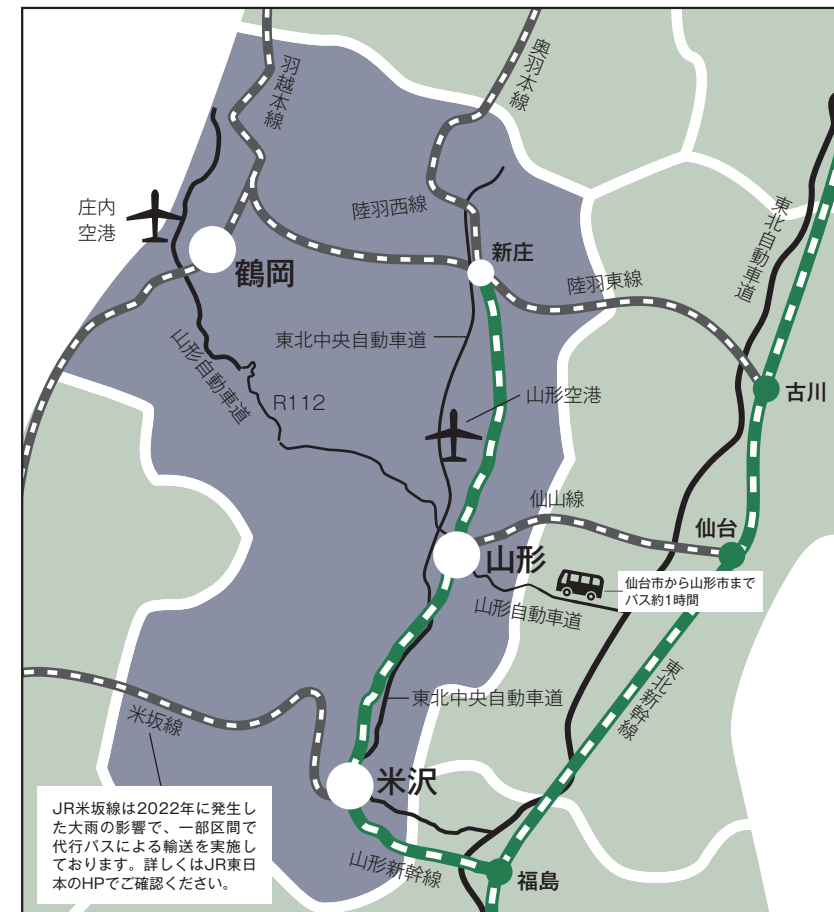 羽越本線
奥羽本線
庄内
空港
陸羽西線
東北自動車道
鶴岡
新庄
陸羽東線
東北中央自動車道
山形自動車道
R112
山形空港
古川
仙山線
仙台
山形
仙台市から山形市まで
バス約1時間
山形自動車道
東北中央自動車道
東北新幹線
米坂線
米沢
JR米坂線は2022年に発生し
た大雨の影響で、一部区間で
代行バスによる輸送を実施し
ております。詳しくはJR東日
本のHPでご確認ください。
山形新幹線
福島